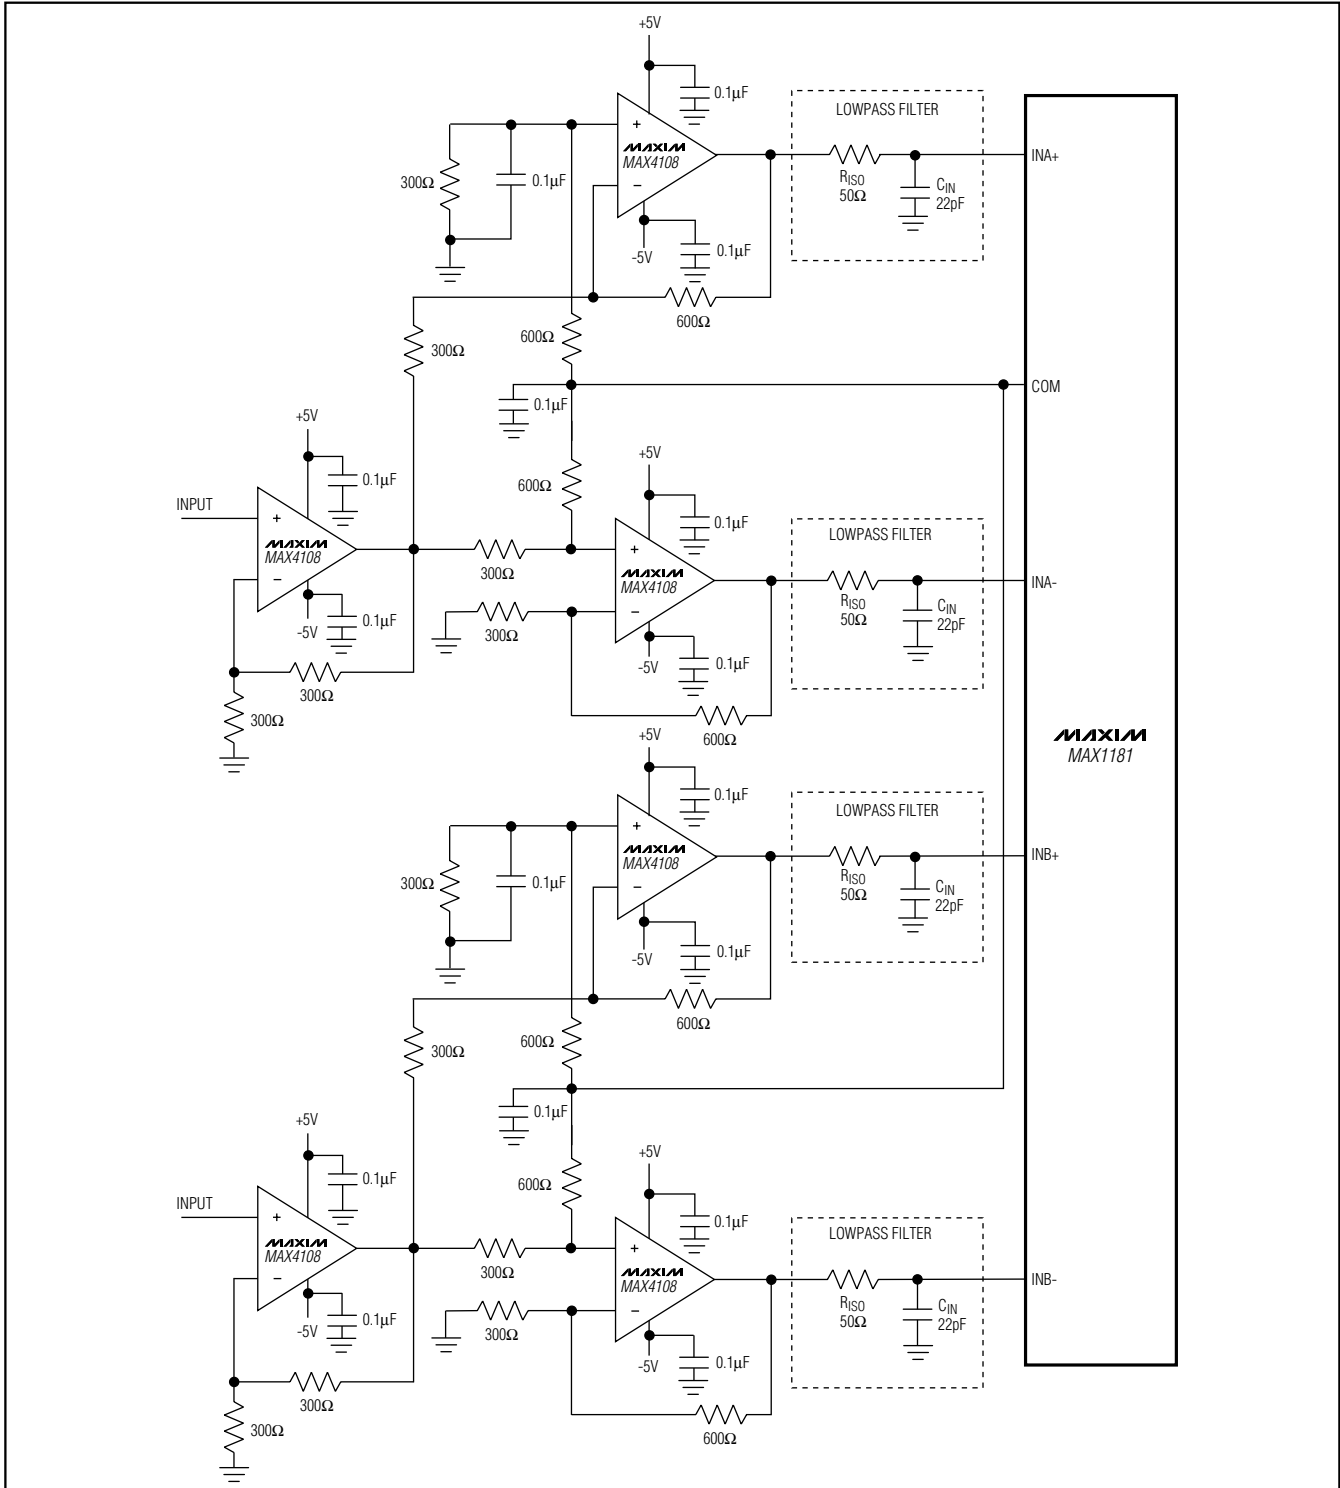 +5V
0.1µF
LOWPASS FILTER
+
MAXIM
MAX4108
INA+
300Ω
0.1µF
−
RISO
50Ω
CIN
22pF
-5V
0.1µF
600Ω
600Ω
300Ω
COM
0.1µF
+5V
+5V
0.1µF
600Ω
INPUT
0.1µF
LOWPASS FILTER
+
MAXIM
MAX4108
+
MAXIM
MAX4108
INA-
300Ω
−
−
RISO
50Ω
CIN
22pF
-5V
0.1µF
300Ω
-5V
0.1µF
300Ω
300Ω
600Ω
+5V
MAXIM
MAX1181
0.1µF
LOWPASS FILTER
+
MAXIM
MAX4108
INB+
300Ω
0.1µF
−
RISO
50Ω
CIN
22pF
-5V
0.1µF
600Ω
600Ω
300Ω
0.1µF
+5V
+5V
0.1µF
600Ω
INPUT
0.1µF
LOWPASS FILTER
+
MAXIM
MAX4108
+
MAXIM
MAX4108
INB-
300Ω
−
−
RISO
50Ω
CIN
22pF
-5V
0.1µF
300Ω
-5V
0.1µF
300Ω
300Ω
600Ω